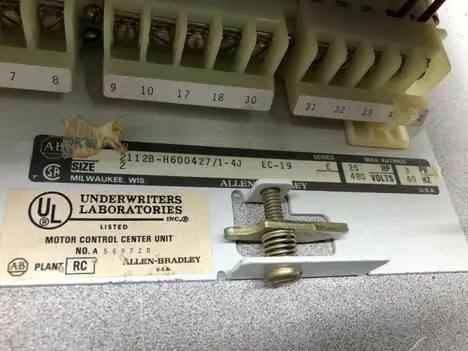 7 8
9 10 17 18 30
31 32 33
AB 2112B-H600427/1-4J EC-19 SERIES E MAX RATINGS 25 HP 3 PH
SIZE 2 480 VOLTS 60 HZ
SA MILWAUKEE, WIS. ALLEN-BRADLEY U.S.A.
UL UNDERWRITERS
LABORATORIES INC.®
LISTED
MOTOR CONTROL CENTER UNIT
NO. A 569720
AB PLANT RC ALLEN-BRADLEY
U.S.A.